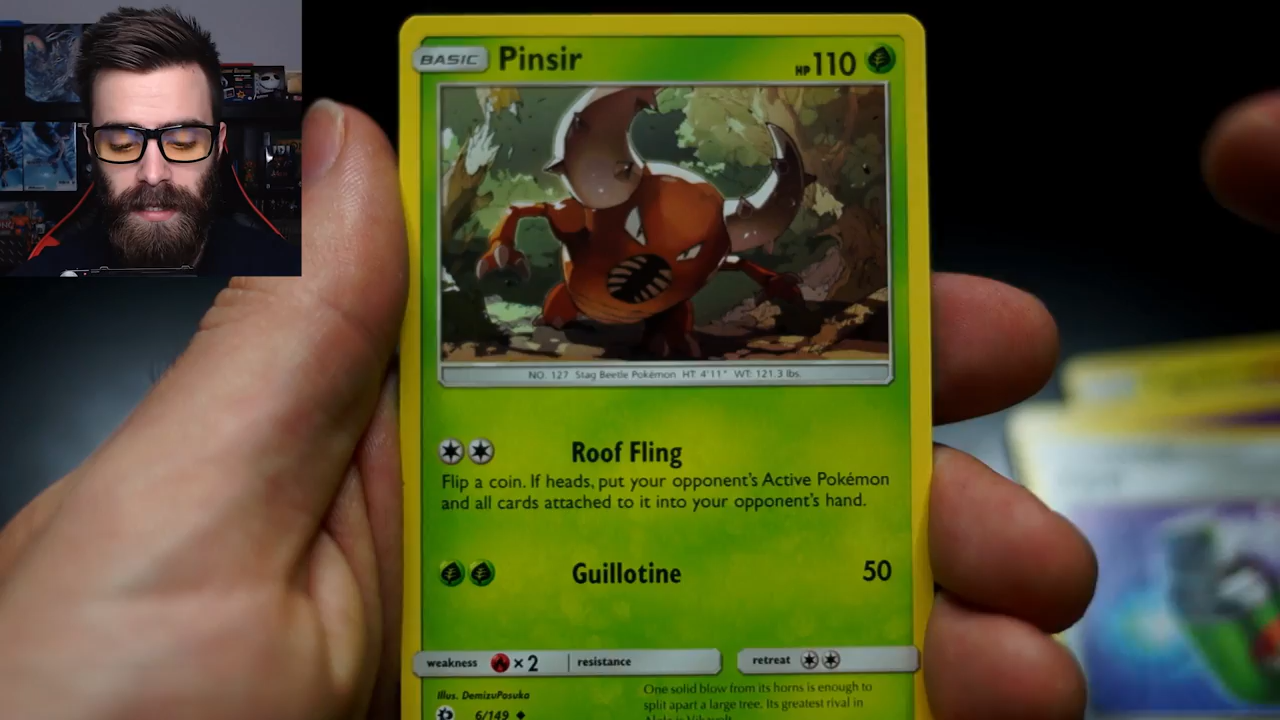 BASIC Pinsir HP 110
NO. 127 Stag Beetle Pokémon HT: 4'11" WT: 121.3 lbs.
Roof Fling
Flip a coin. If heads, put your opponent's Active Pokémon
and all cards attached to it into your opponent's hand.
Guillotine 50
weakness ×2 resistance retreat
Illus. DemizuPosuka
6/149
One solid blow from its horns is enough to
split apart a large tree. Its greatest rival in
Alola is Vikavolt.